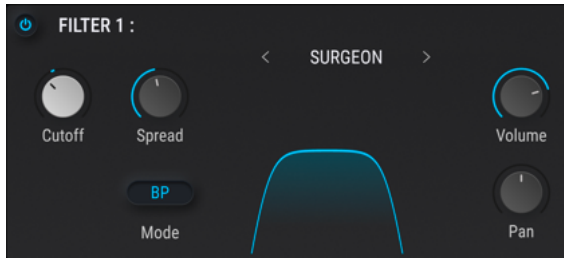 FILTER 1 :
< SURGEON >
Cutoff
Spread
Volume
BP
Mode
Pan